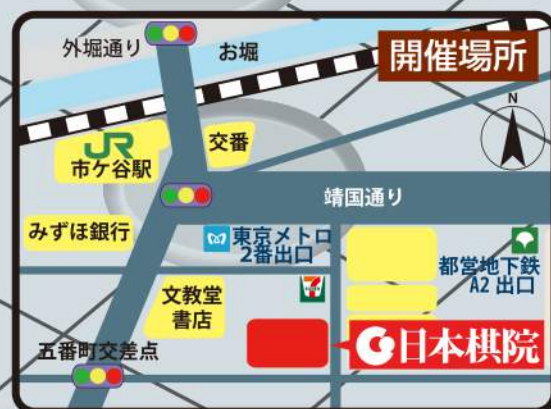 外堀通り
お堀
開催場所
N
JR
市ケ谷駅
交番
靖国通り
みずほ銀行
東京メトロ
2番出口
都営地下鉄
A2 出口
文教堂
書店
日本棋院
五番町交差点